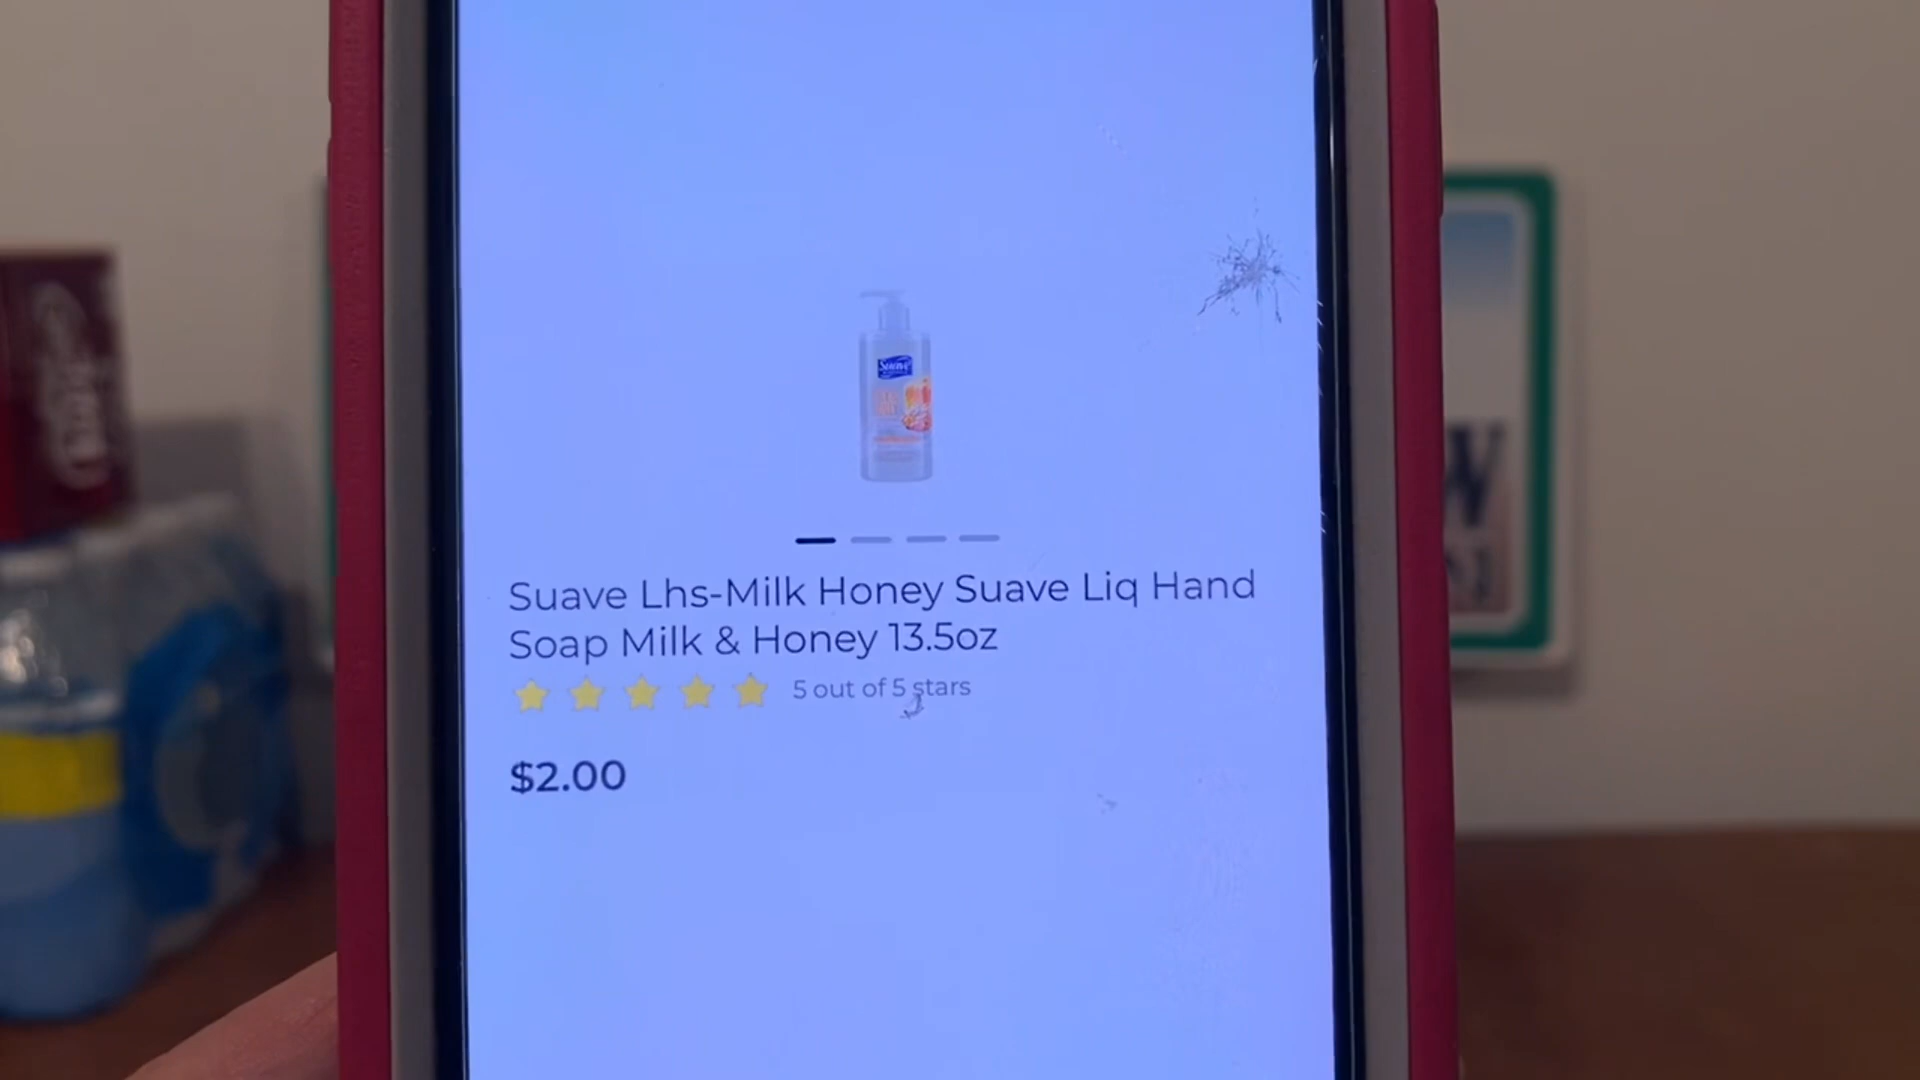 Suave
Suave Lhs-Milk Honey Suave Liq Hand
Soap Milk & Honey 13.5oz
5 out of 5 stars
$2.00
W